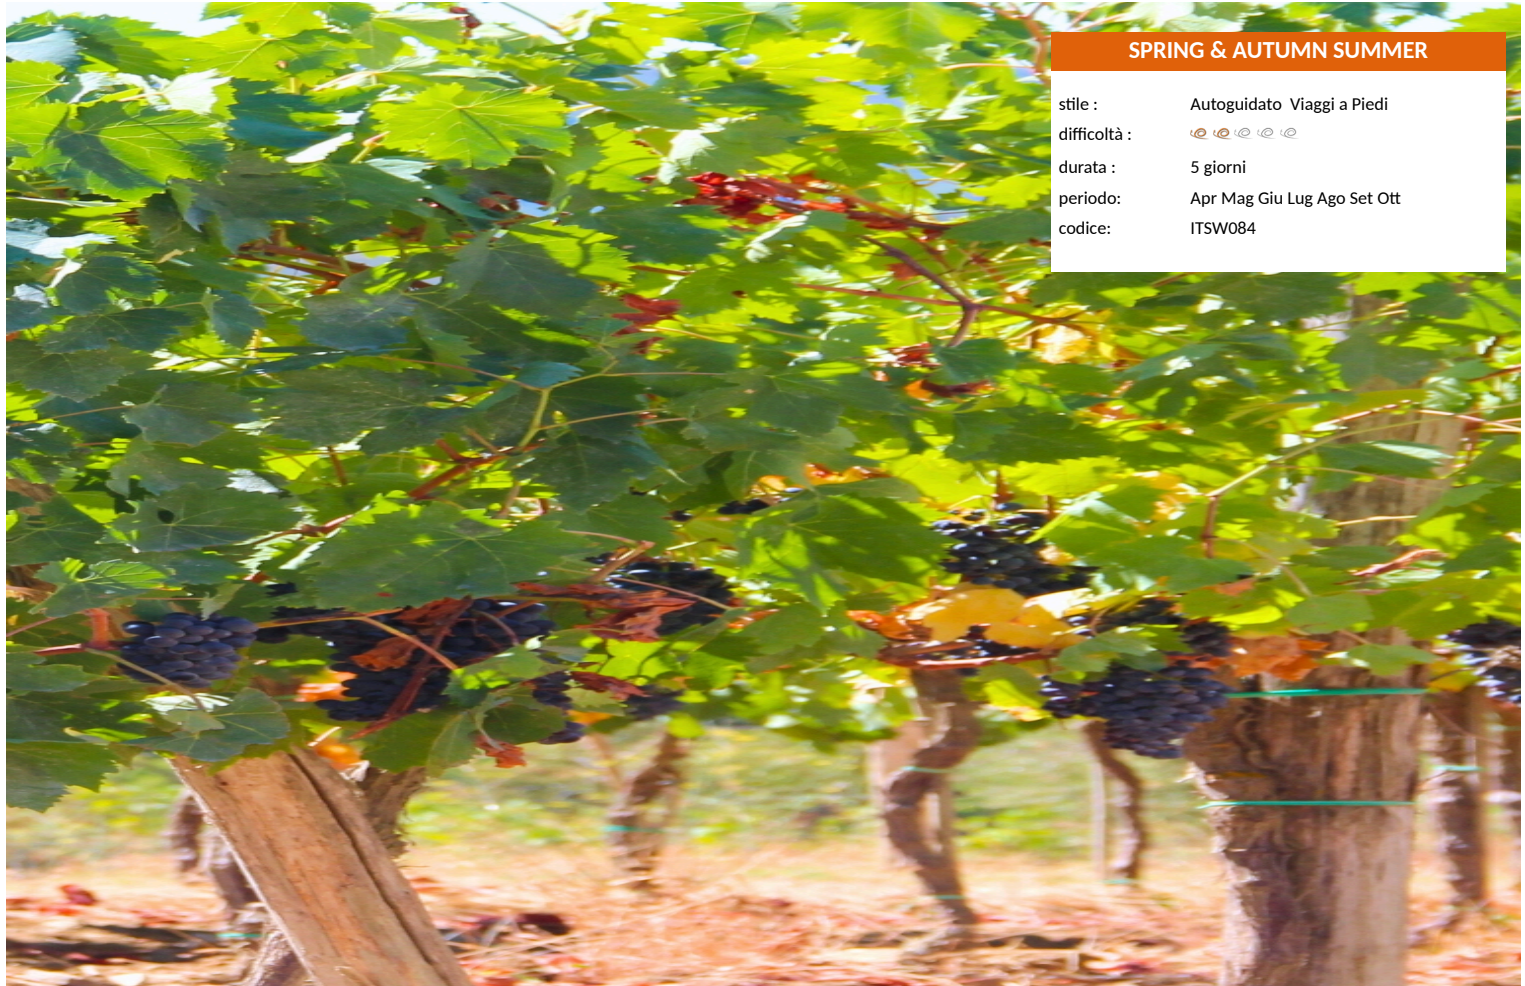 SPRING & AUTUMN SUMMER
stile : Autoguidato Viaggi a Piedi
difficoltà :
durata : 5 giorni
periodo: Apr Mag Giu Lug Ago Set Ott
codice: ITSW084